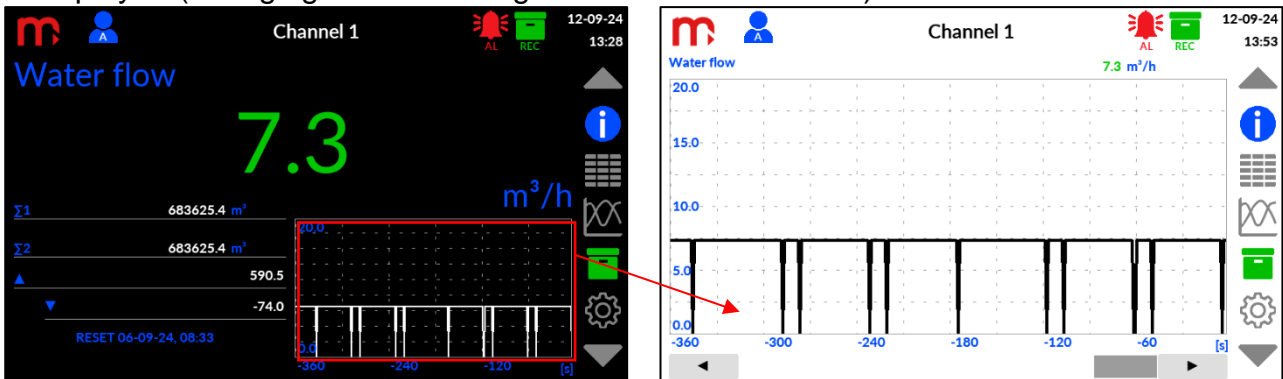 Channel 1
AL
REC
12-09-24
13:28
A
Water flow
7.3
m³/h
∑1 683625.4 m³
∑2 683625.4 m³
590.5
-74.0
RESET 06-09-24, 08:33
20,0
0.0
-360 -240 -120 [s]
Channel 1
AL
REC
12-09-24
13:53
A
Water flow
7.3 m³/h
20.0
15.0
10.0
5.0
0.0
-360 -300 -240 -180 -120 -60 [s]